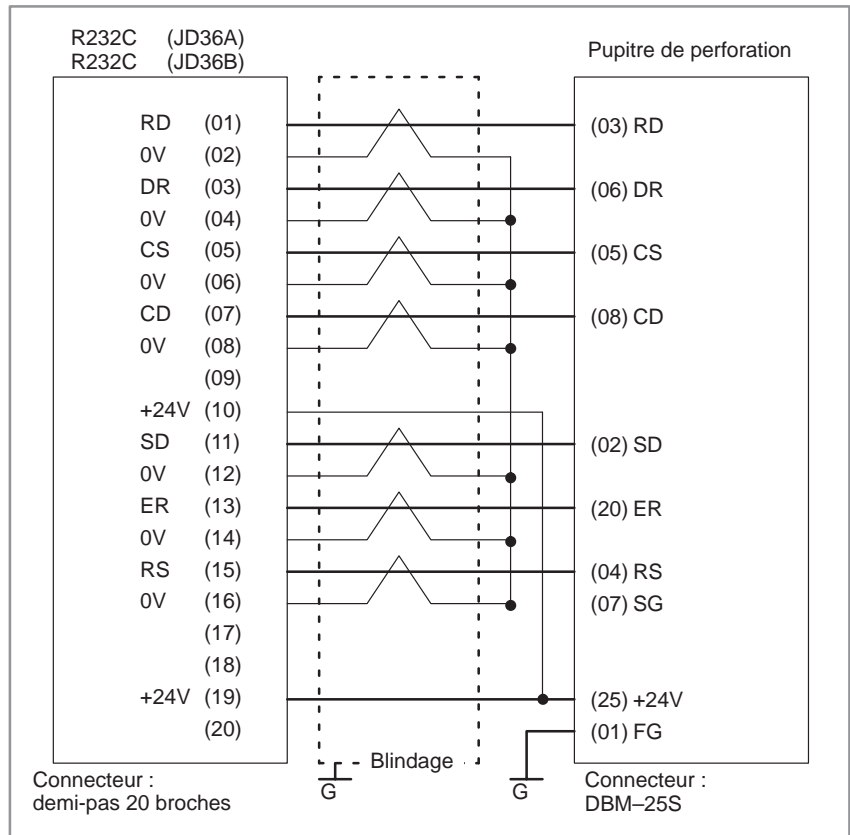 R232C (JD36A)
R232C (JD36B)
Pupitre de perforation
RD (01) (03) RD
0V (02)
DR (03) (06) DR
0V (04)
CS (05) (05) CS
0V (06)
CD (07) (08) CD
0V (08)
(09)
+24V (10)
SD (11) (02) SD
0V (12)
ER (13) (20) ER
0V (14)
RS (15) (04) RS
0V (16) (07) SG
(17)
(18)
+24V (19) (25) +24V
(20) (01) FG
Blindage
G G
Connecteur :
demi-pas 20 broches
Connecteur :
DBM–25S